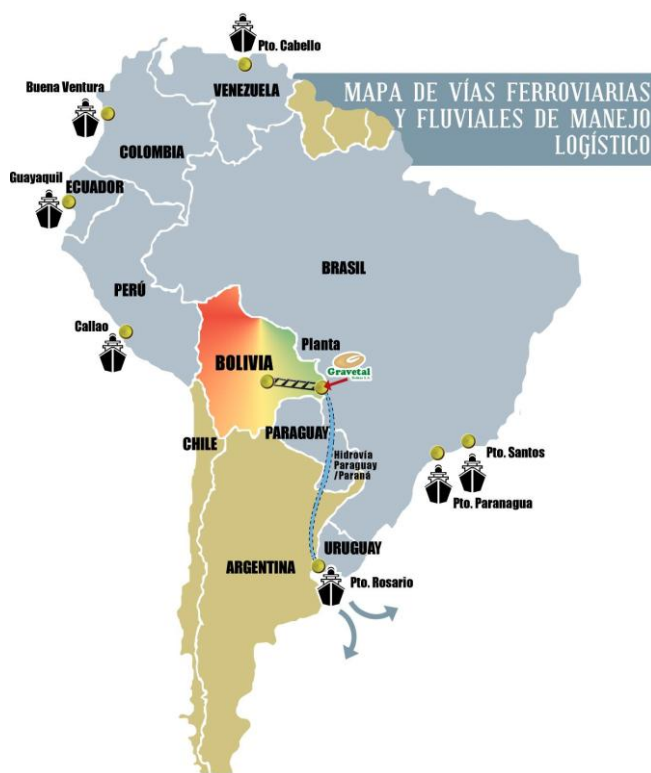 Pto. Cabello
VENEZUELA
MAPA DE VÍAS FERROVIARIAS
Y FLUVIALES DE MANEJO
LOGÍSTICO
Buena Ventura
COLOMBIA
Guayaquil
ECUADOR
BRASIL
PERÚ
Callao
Planta
BOLIVIA
Gravetal
PARAGUAY
CHILE
Hidrovía
Paraguay
/Paraná
Pto. Santos
Pto. Paranagua
URUGUAY
ARGENTINA
Pto. Rosario